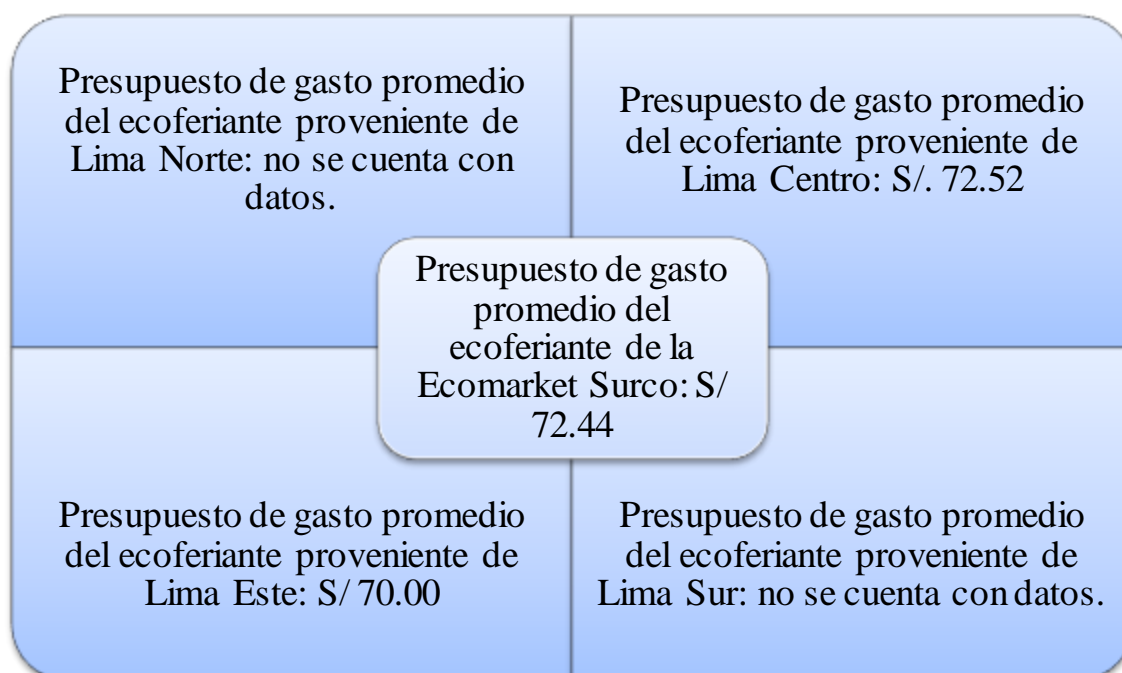 Presupuesto de gasto promedio
del ecoferiante proveniente de
Lima Norte: no se cuenta con
datos.
Presupuesto de gasto promedio
del ecoferiante proveniente de
Lima Centro: S/. 72.52
Presupuesto de gasto
promedio del
ecoferiante de la
Ecomarket Surco: S/
72.44
Presupuesto de gasto promedio
del ecoferiante proveniente de
Lima Este: S/ 70.00
Presupuesto de gasto promedio
del ecoferiante proveniente de
Lima Sur: no se cuenta con datos.